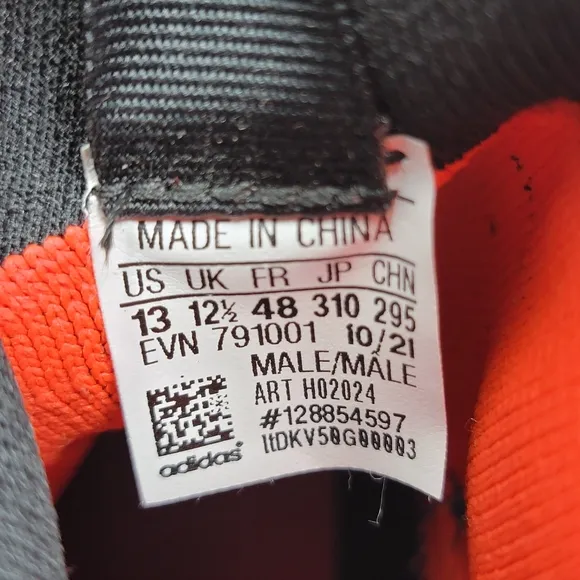 MADE IN CHINA
US UK FR JP CHN
13 12½ 48 310 295
EVN 791001 10/21
MALE/MÂLE
ART H02024
#128854597
ltDKV50G00003
adidas